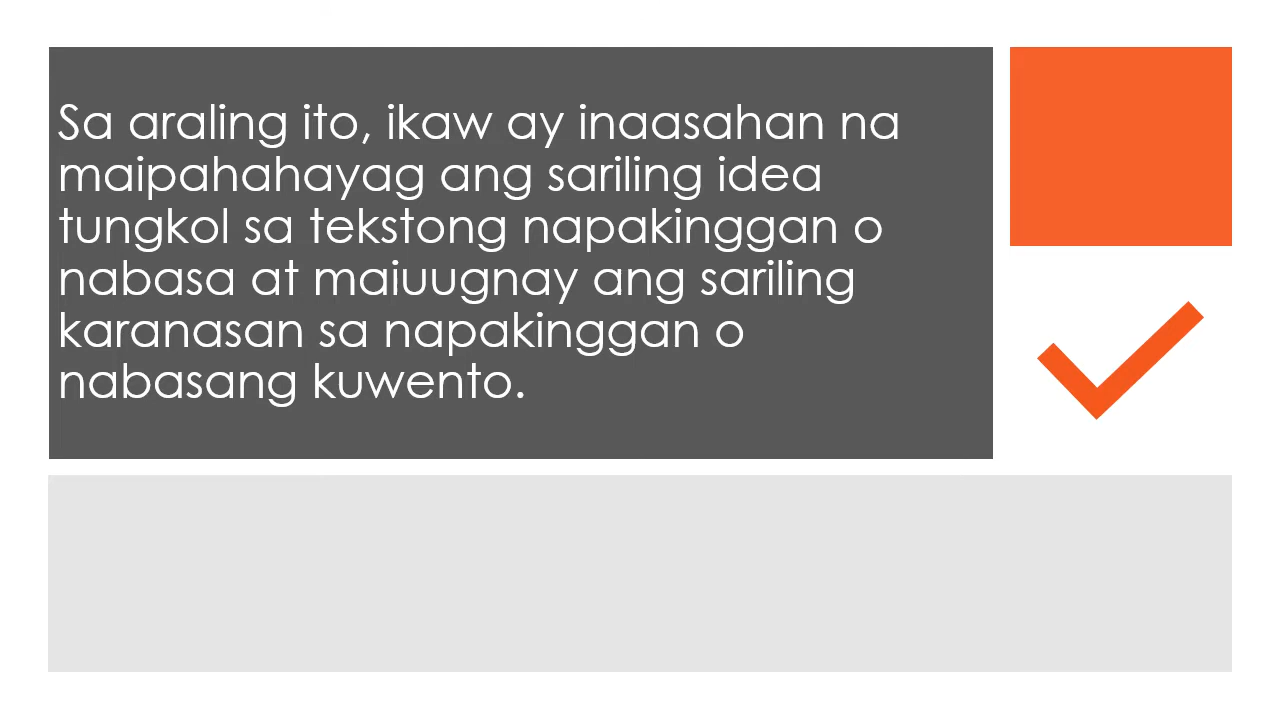 Sa araling ito, ikaw ay inaasahan na
maipahahayag ang sariling idea
tungkol sa tekstong napakinggan o
nabasa at maiuugnay ang sariling
karanasan sa napakinggan o
nabasang kuwento.